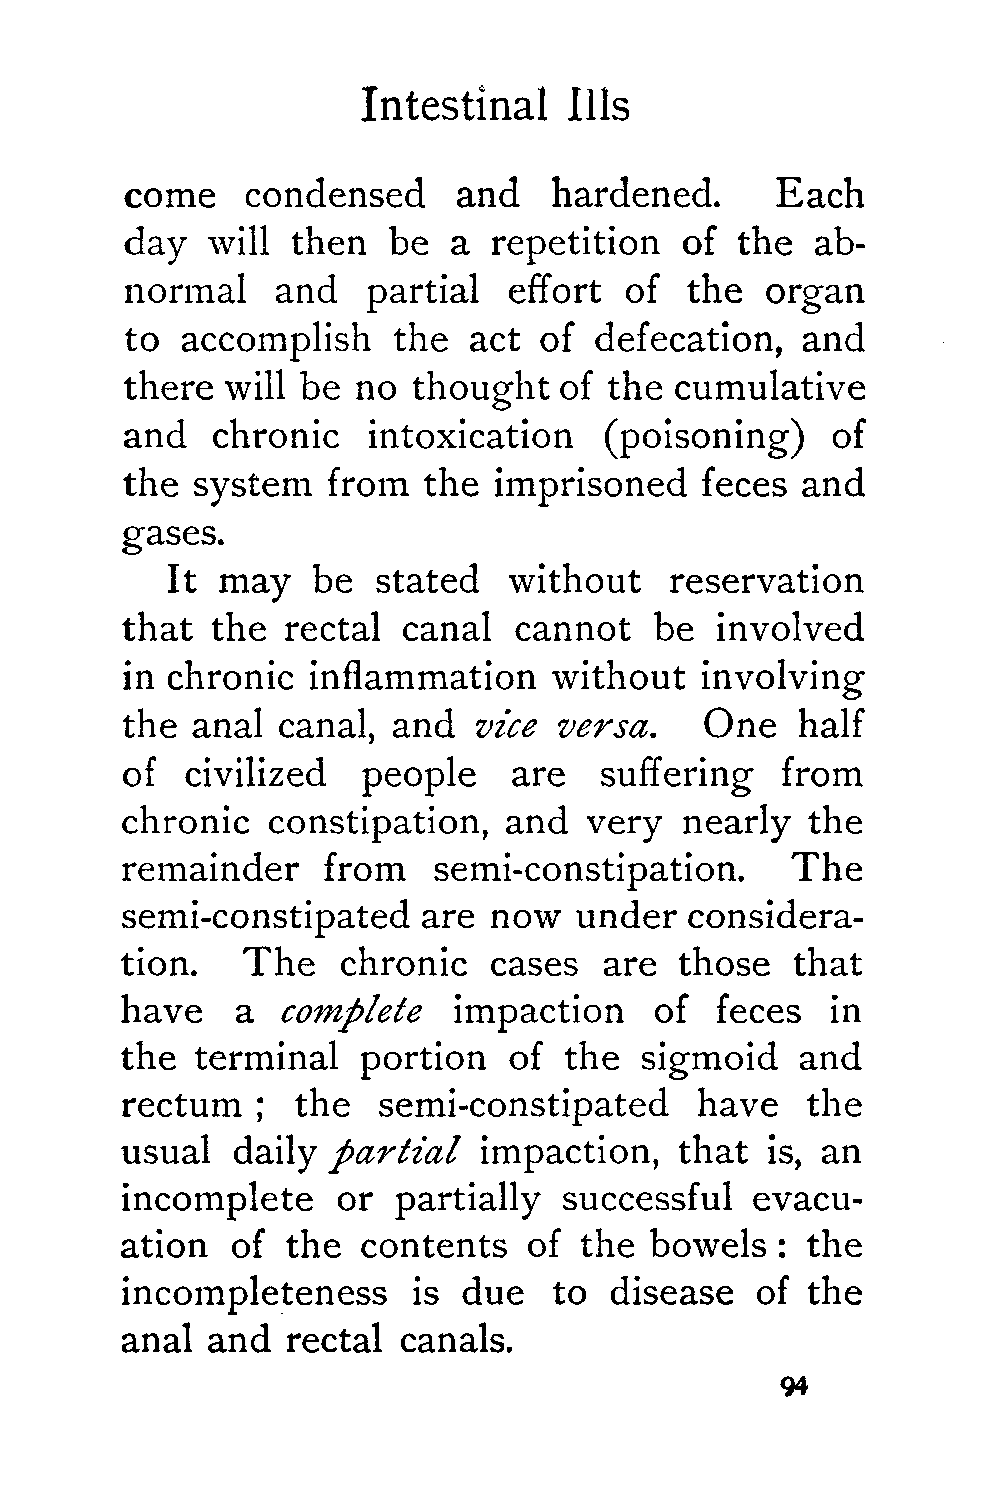 Intestinal Ills
come condensed and hardened. Each
day will then be a repetition of the ab-
normal and partial effort of the organ
to accomplish the act of defecation, and
there will be no thought of the cumulative
and chronic intoxication (poisoning) of
the system from the imprisoned feces and
gases.
It may be stated without reservation
that the rectal canal cannot be involved
in chronic inflammation without involving
the anal canal, and vice versa. One half
of civilized people are suffering from
chronic constipation, and very nearly the
remainder from semi-constipation. The
semi-constipated are now under considera-
tion. The chronic cases are those that
have a complete impaction of feces in
the terminal portion of the sigmoid and
rectum ; the semi-constipated have the
usual daily partial impaction, that is, an
incomplete or partially successful evacu-
ation of the contents of the bowels : the
incompleteness is due to disease of the
anal and rectal canals.
94